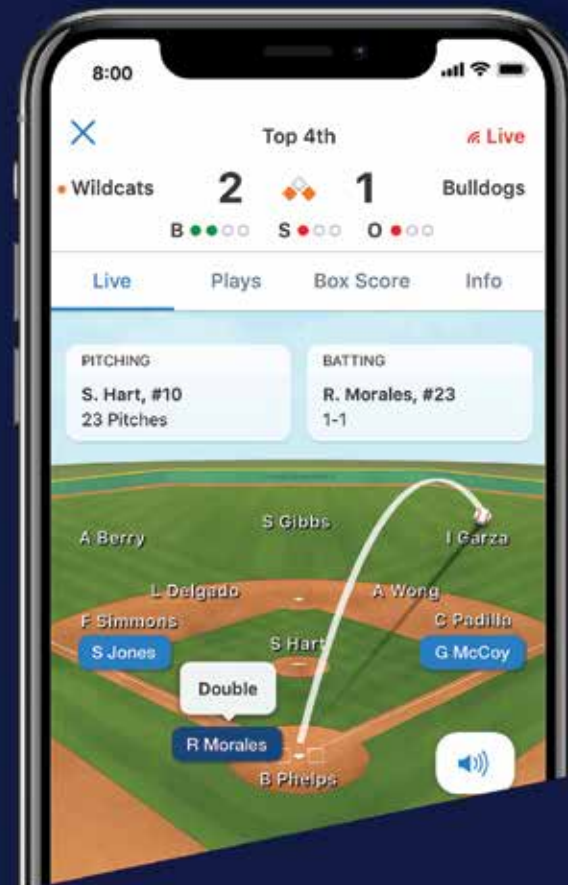 8:00
Top 4th
Live
Wildcats 2 1 Bulldogs
B S O
Live Plays Box Score Info
PITCHING
S. Hart, #10
23 Pitches
BATTING
R. Morales, #23
1-1
S Gibbs
A Berry
I Garza
L Delgado
A Wong
F Simmons
C Padilla
S Jones
S Hart
G McCoy
Double
R Morales
B Phelps